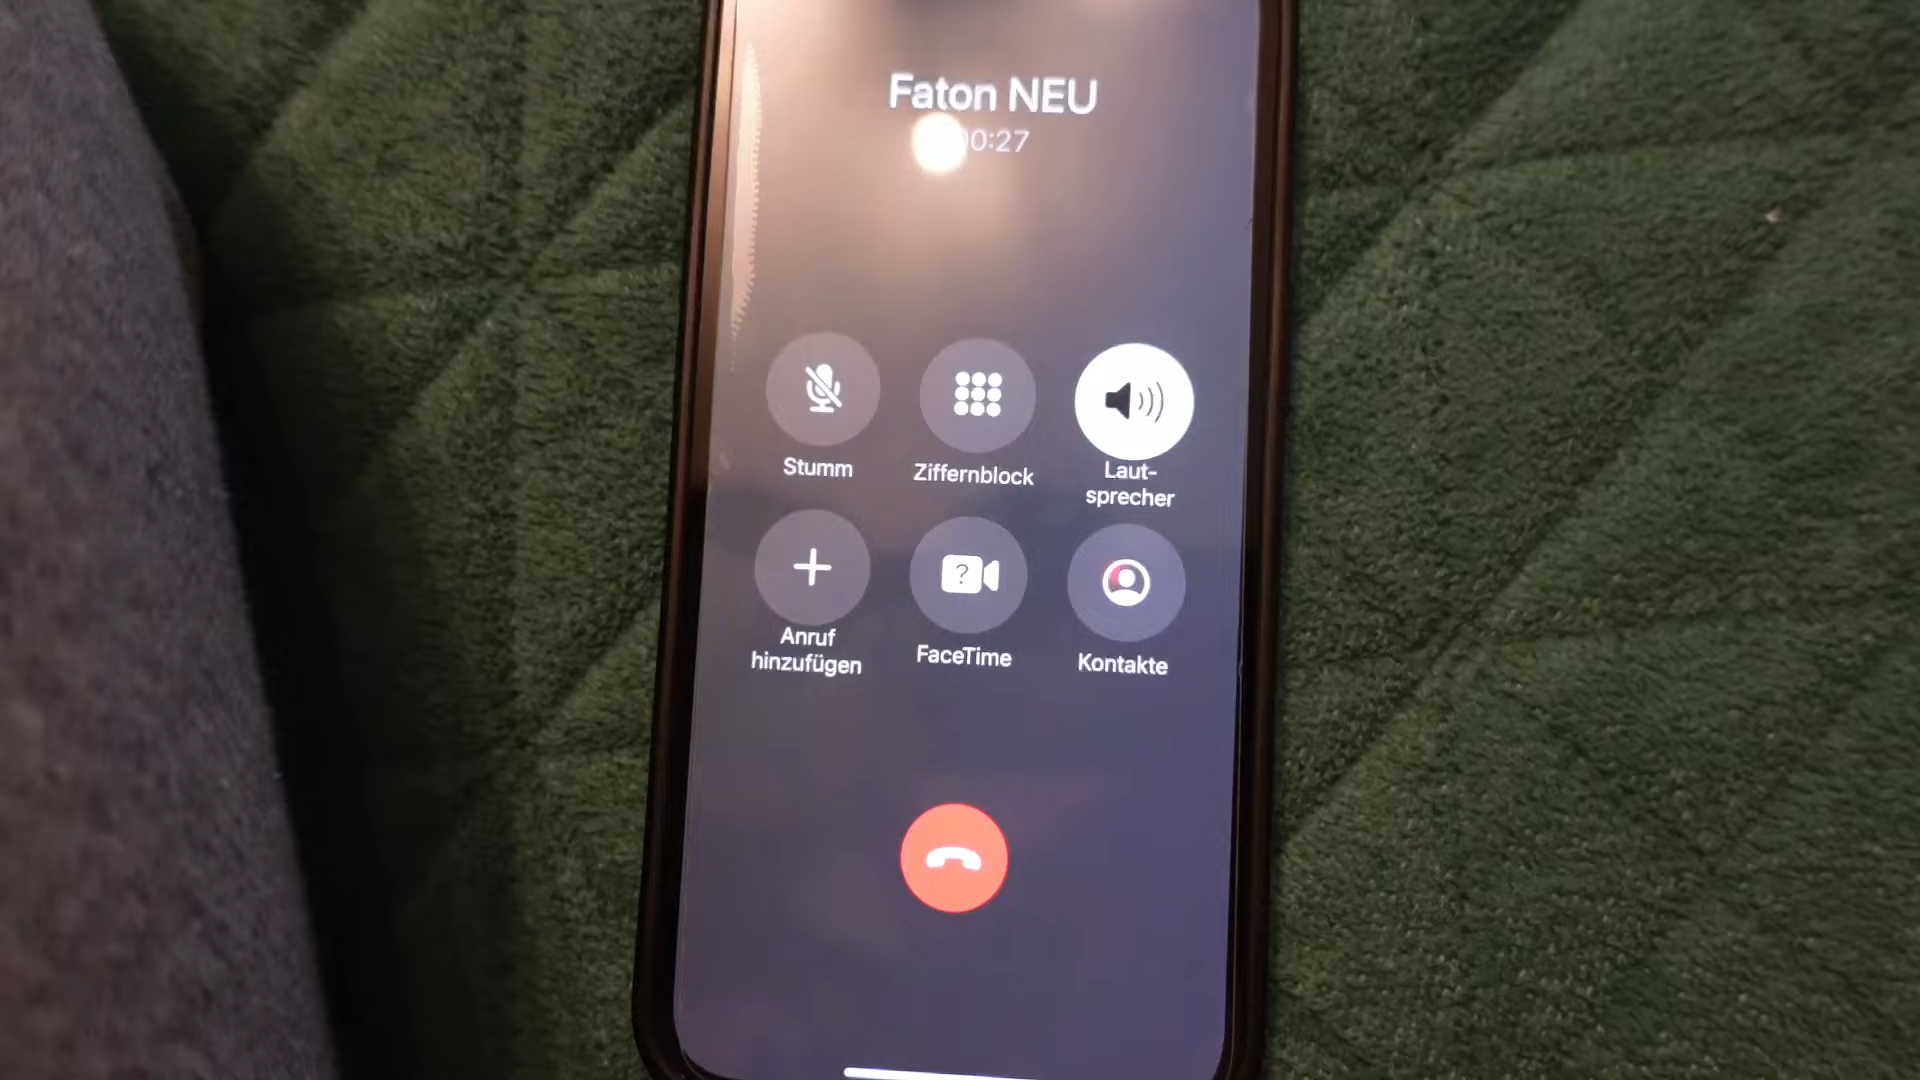 Faton NEU
0:27
Stumm
Ziffernblock
Laut-
sprecher
?
Anruf
hinzufügen
FaceTime
Kontakte